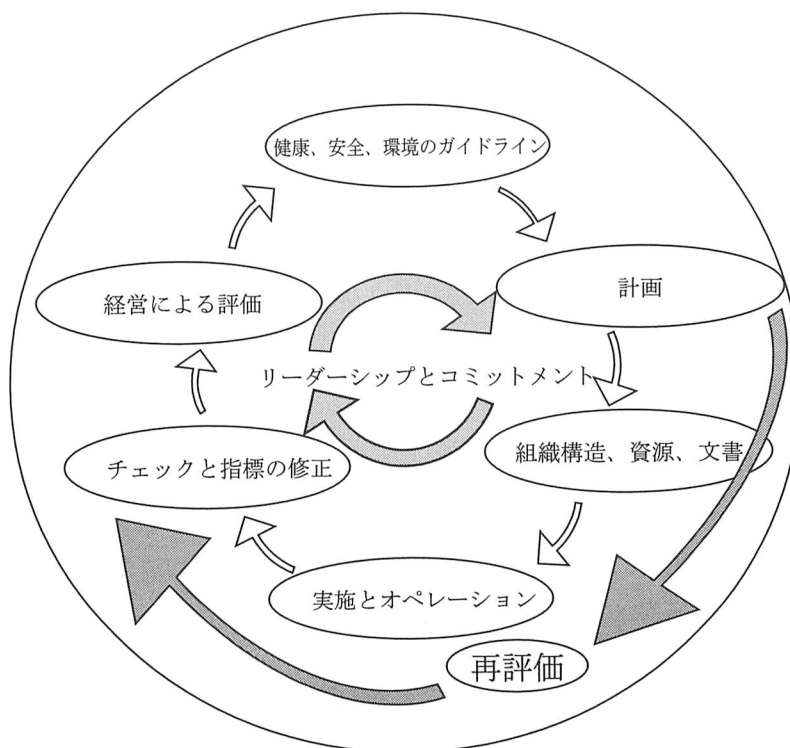 健康、安全、環境のガイドライン
経営による評価
計画
リーダーシップとコミットメント
チェックと指標の修正
組織構造、資源、文書
実施とオペレーション
再評価